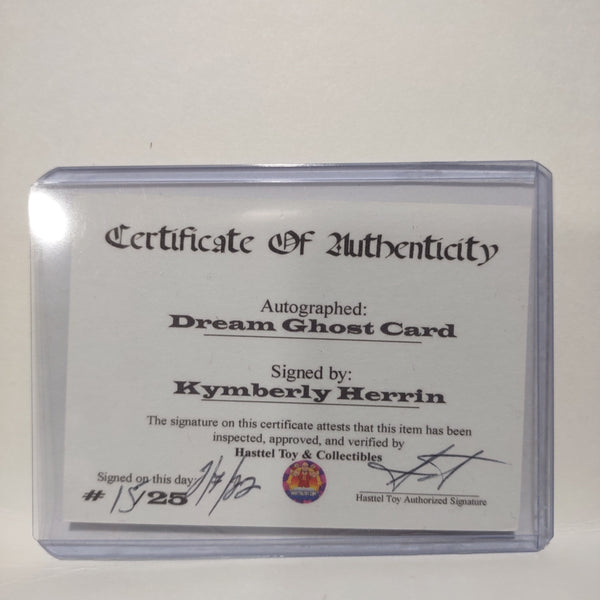 Certificate Of Authenticity
Autographed:
Dream Ghost Card
Signed by:
Kymberly Herrin
The signature on this certificate attests that this item has been
inspected, approved, and verified by
Hasttel Toy & Collectibles
Signed on this day:
# 15/25
Hasttel Toy Authorized Signature